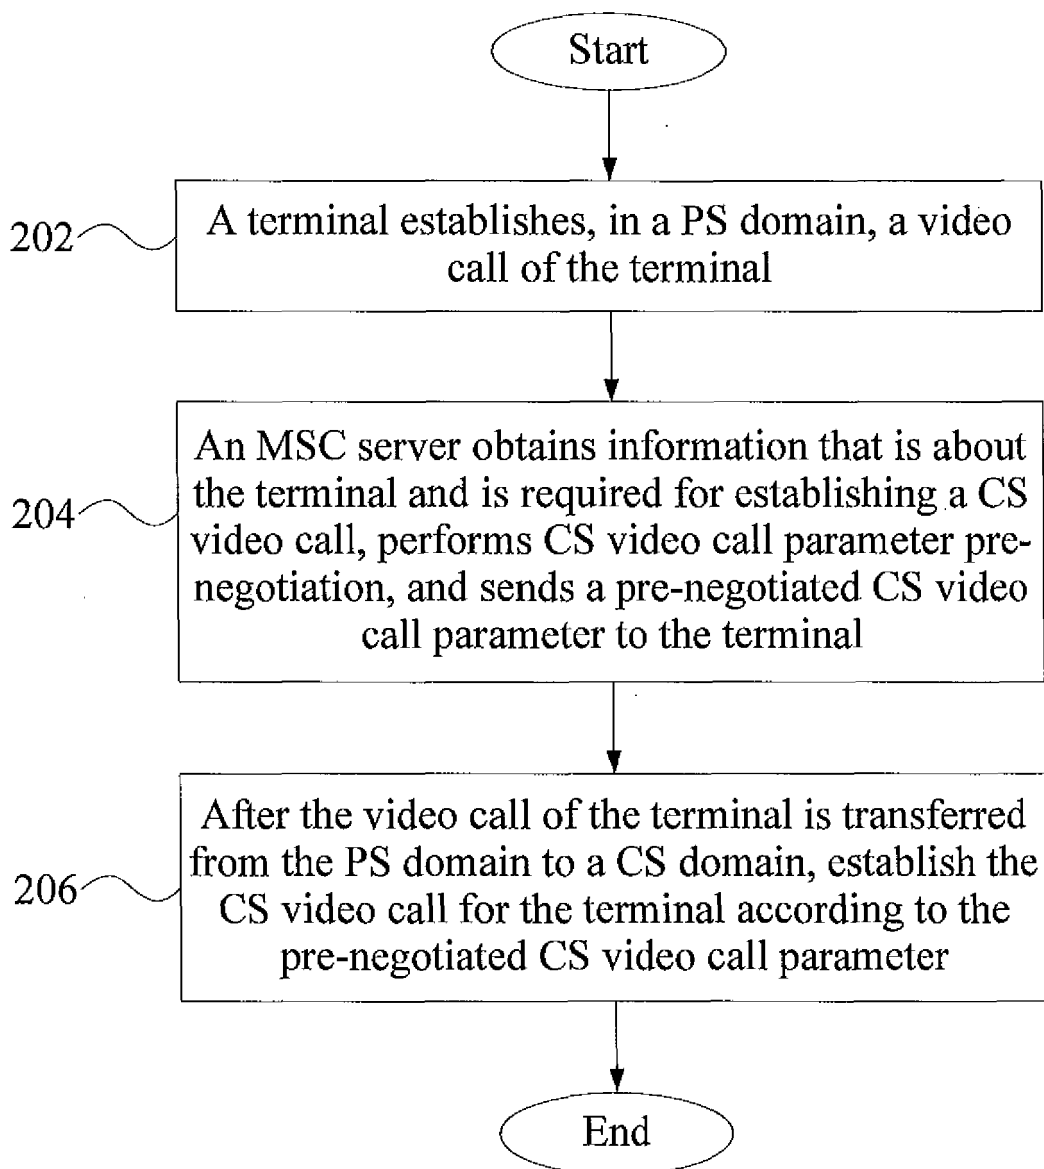 Start
202
A terminal establishes, in a PS domain, a video
call of the terminal
204
An MSC server obtains information that is about
the terminal and is required for establishing a CS
video call, performs CS video call parameter pre-
negotiation, and sends a pre-negotiated CS video
call parameter to the terminal
206
After the video call of the terminal is transferred
from the PS domain to a CS domain, establish the
CS video call for the terminal according to the
pre-negotiated CS video call parameter
End